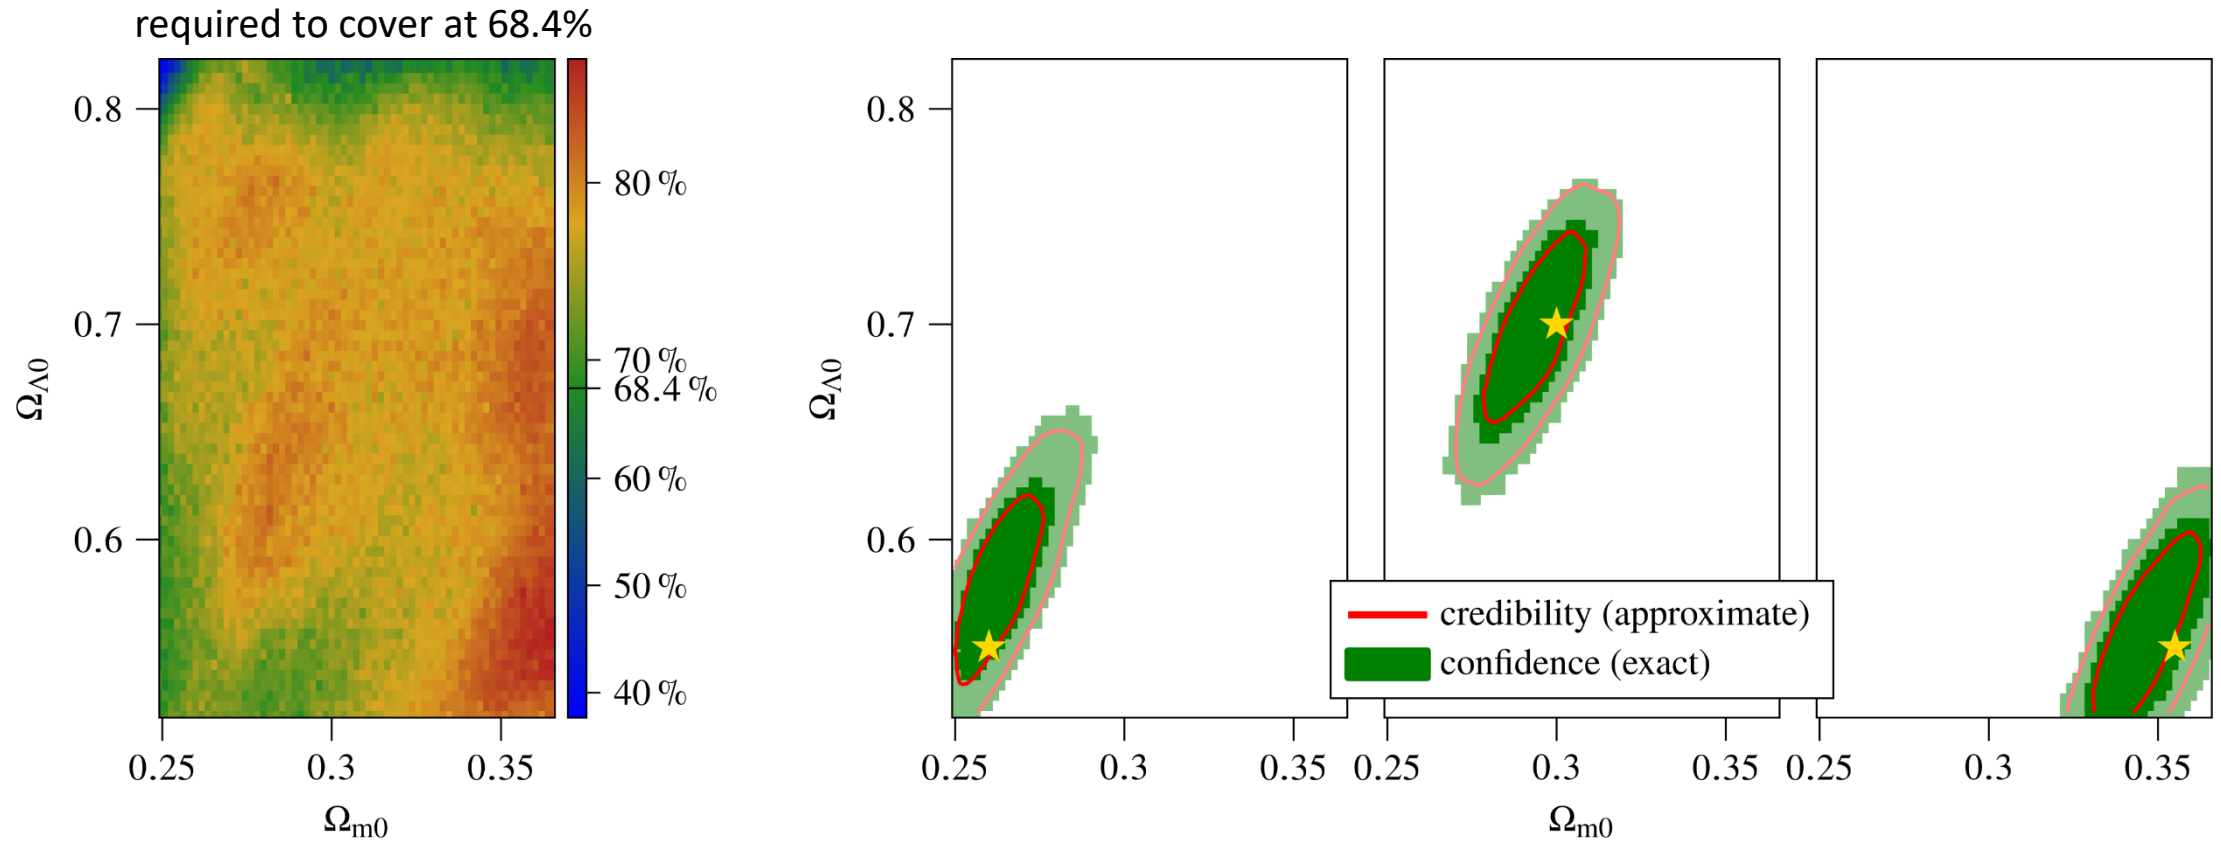 required to cover at 68.4%
0.8
0.7
0.6
Ω_Λ0
0.25 0.3 0.35
Ω_m0
80 %
70 %
68.4 %
60 %
50 %
40 %
0.8
0.7
0.6
Ω_Λ0
0.25 0.3 0.35
0.25 0.3 0.35
0.25 0.3 0.35
Ω_m0
credibility (approximate)
confidence (exact)